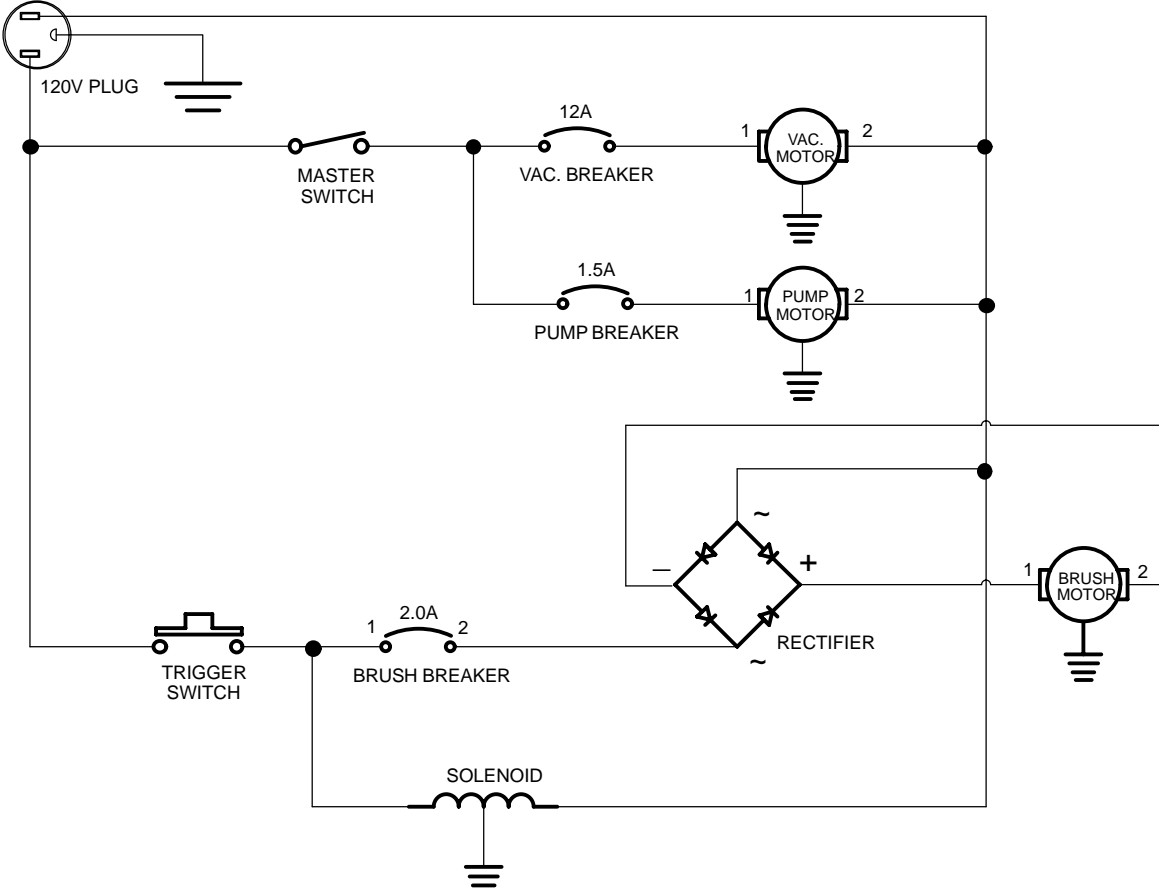 120V PLUG
12A
1
VAC.
MOTOR
2
MASTER
SWITCH
VAC. BREAKER
1.5A
1
PUMP
MOTOR
2
PUMP BREAKER
~
–
+
1
BRUSH
MOTOR
2
2.0A
1
2
RECTIFIER
~
TRIGGER
SWITCH
BRUSH BREAKER
SOLENOID